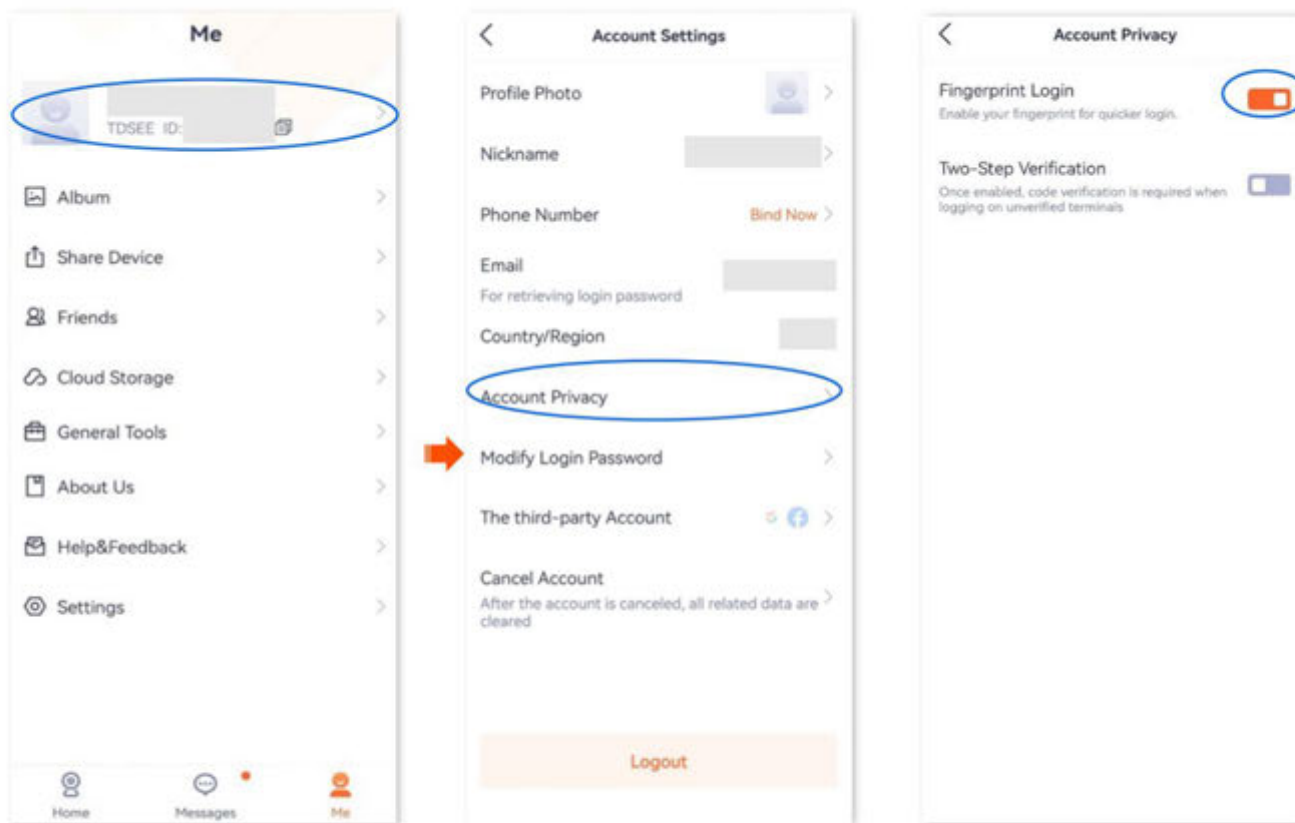 Me
TDSEE ID:
Album
Share Device
Friends
Cloud Storage
General Tools
About Us
Help&Feedback
Settings
Home
Messages
Me
Account Settings
Profile Photo
Nickname
Phone Number
Bind Now
Email
For retrieving login password
Country/Region
Account Privacy
Modify Login Password
The third-party Account
Cancel Account
After the account is canceled, all related data are
cleared
Logout
Account Privacy
Fingerprint Login
Enable your fingerprint for quicker login.
Two-Step Verification
Once enabled, code verification is required when
logging on unverified terminals